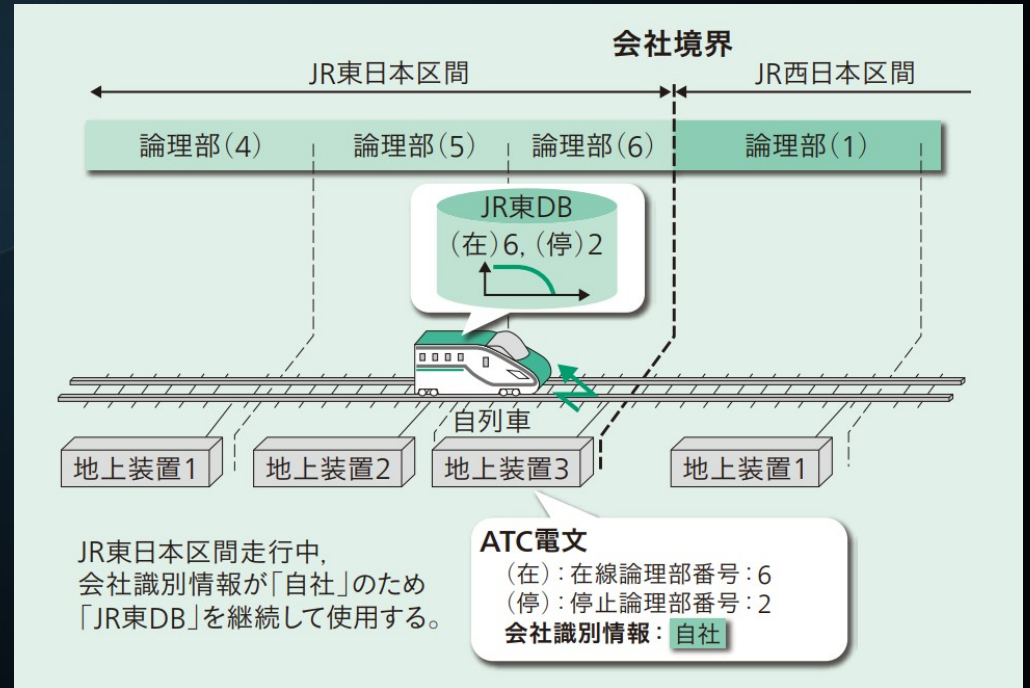 会社境界
JR東日本区間
JR西日本区間
論理部(4)
論理部(5)
論理部(6)
論理部(1)
JR東DB
(在)6, (停)2
自列車
地上装置1
地上装置2
地上装置3
地上装置1
JR東日本区間走行中,
会社識別情報が「自社」のため
「JR東DB」を継続して使用する。
ATC電文
(在):在線論理部番号:6
(停):停止論理部番号:2
会社識別情報:自社